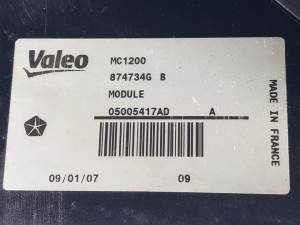 Valeo
MC1200
874734G B
MODULE
05005417AD A
MADE IN FRANCE
09/01/07 09